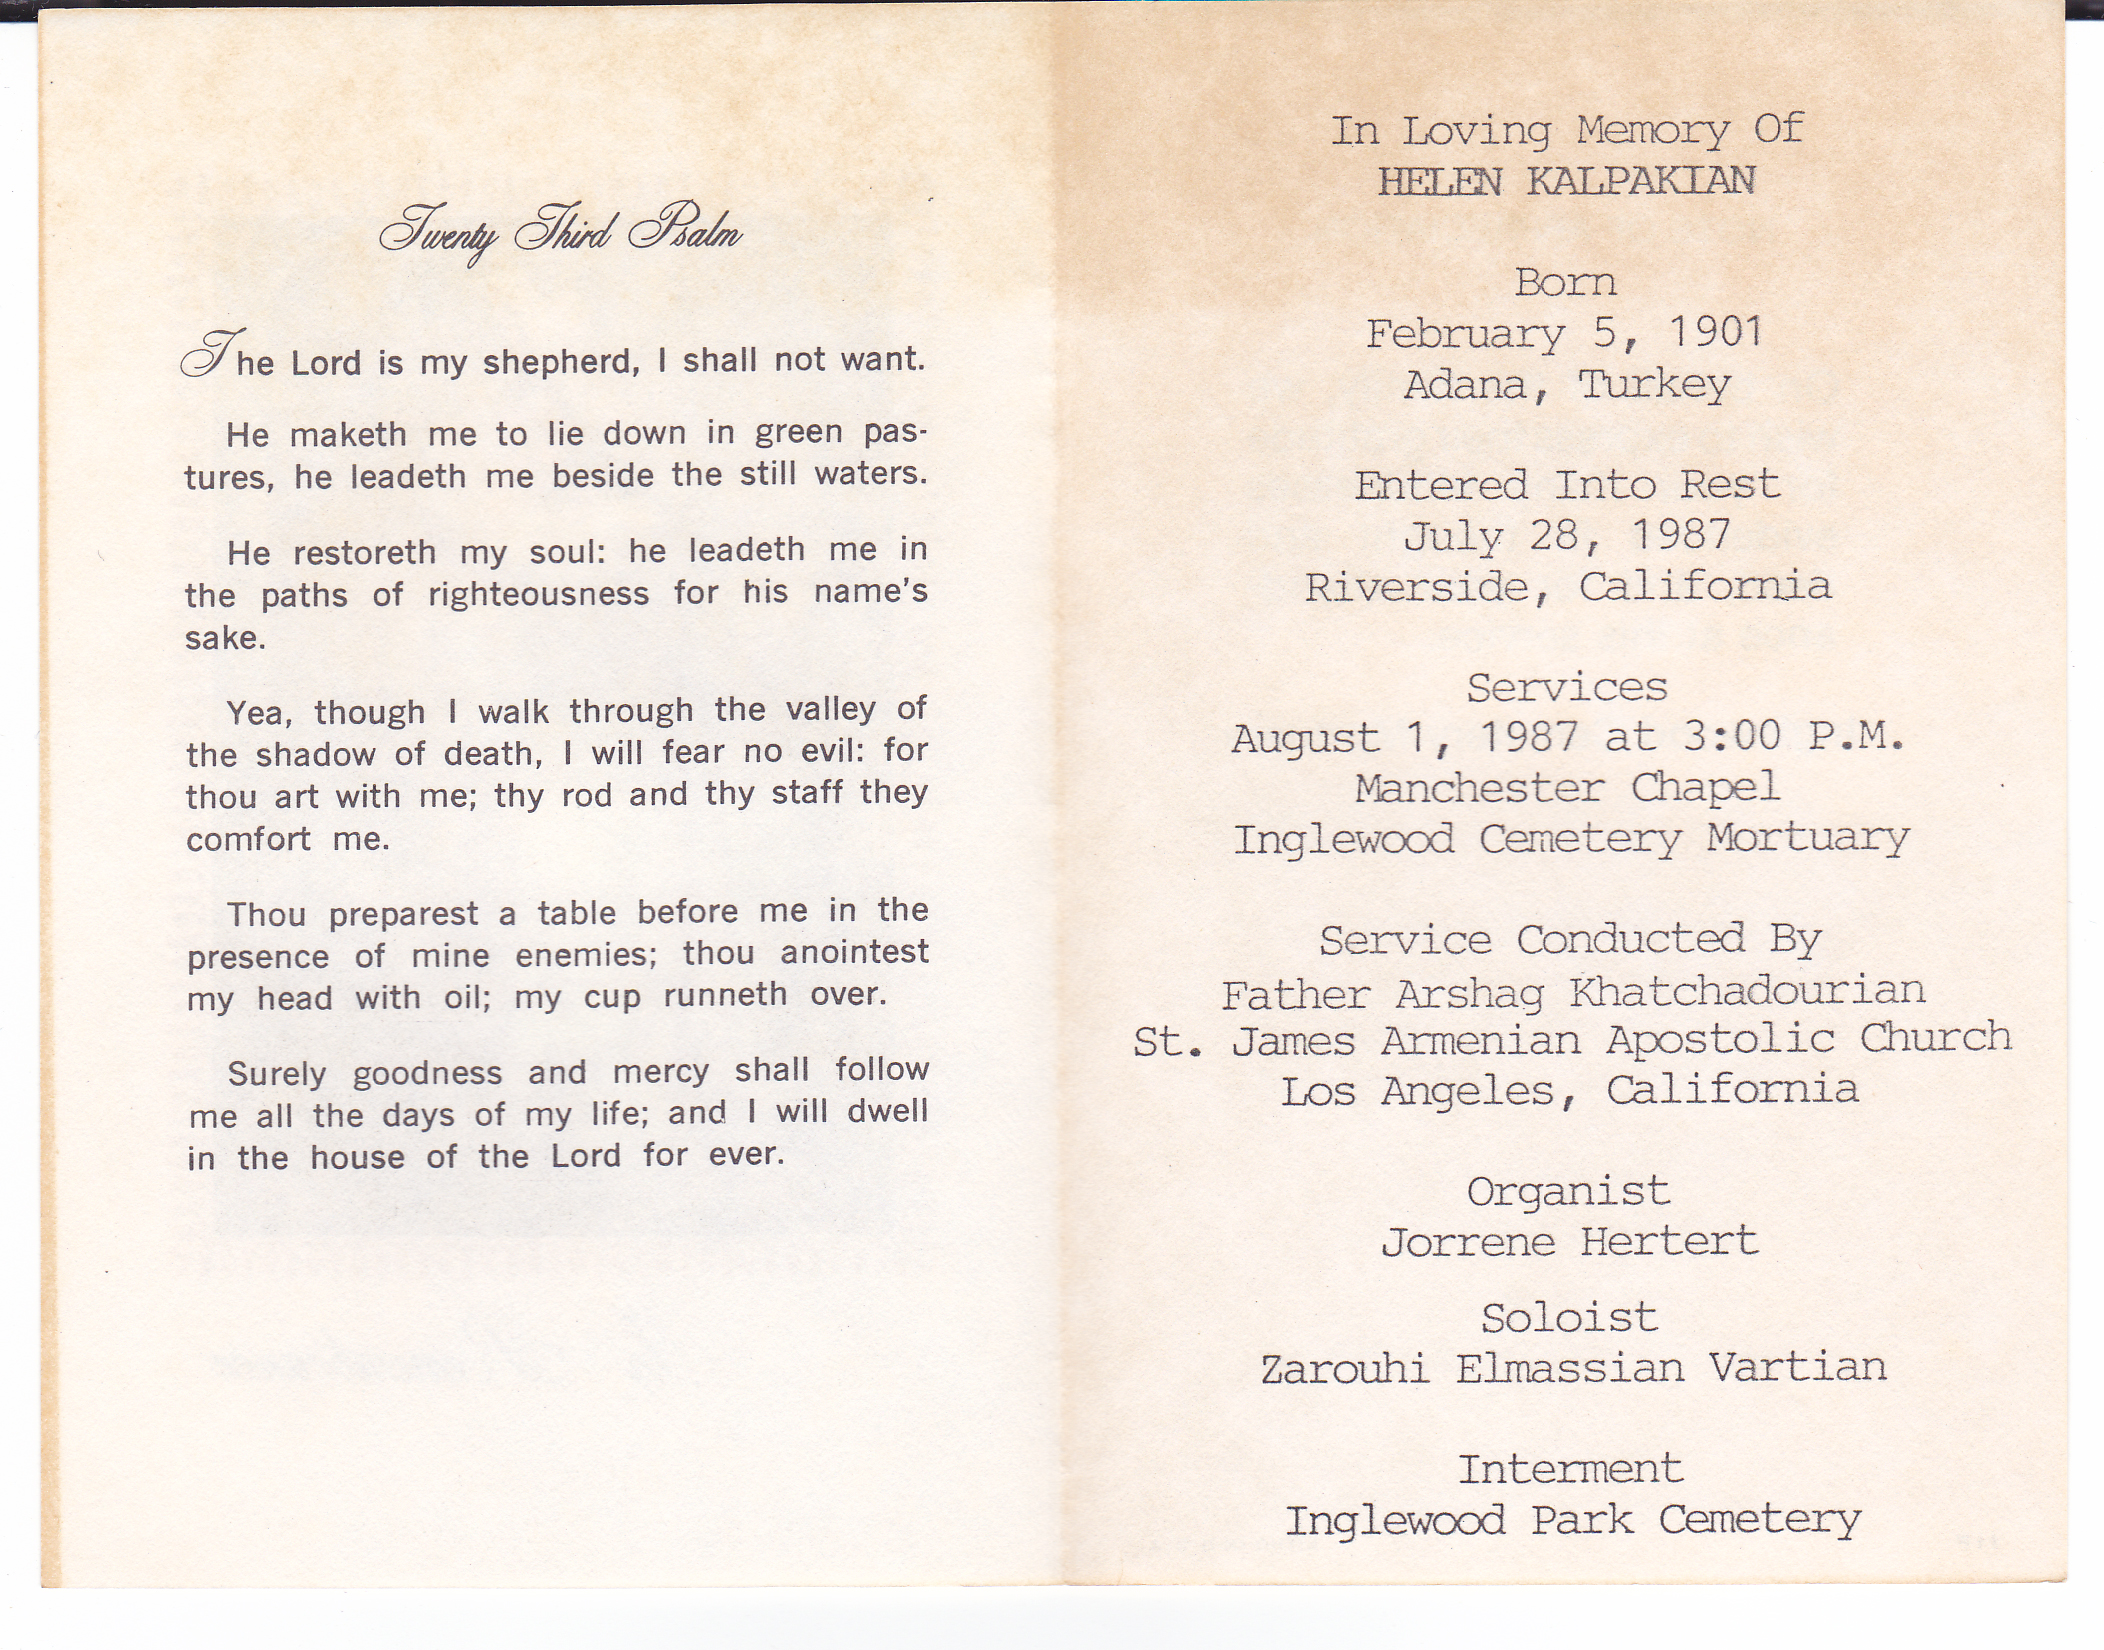 Twenty Third Psalm
The Lord is my shepherd, I shall not want.
He maketh me to lie down in green pas-
tures, he leadeth me beside the still waters.
He restoreth my soul: he leadeth me in
the paths of righteousness for his name's
sake.
Yea, though I walk through the valley of
the shadow of death, I will fear no evil: for
thou art with me; thy rod and thy staff they
comfort me.
Thou preparest a table before me in the
presence of mine enemies; thou anointest
my head with oil; my cup runneth over.
Surely goodness and mercy shall follow
me all the days of my life; and I will dwell
in the house of the Lord for ever.
In Loving Memory Of
HELEN KALPAKIAN
Born
February 5, 1901
Adana, Turkey
Entered Into Rest
July 28, 1987
Riverside, California
Services
August 1, 1987 at 3:00 P.M.
Manchester Chapel
Inglewood Cemetery Mortuary
Service Conducted By
Father Arshag Khatchadourian
St. James Armenian Apostolic Church
Los Angeles, California
Organist
Jorrene Hertert
Soloist
Zarouhi Elmassian Vartian
Interment
Inglewood Park Cemetery